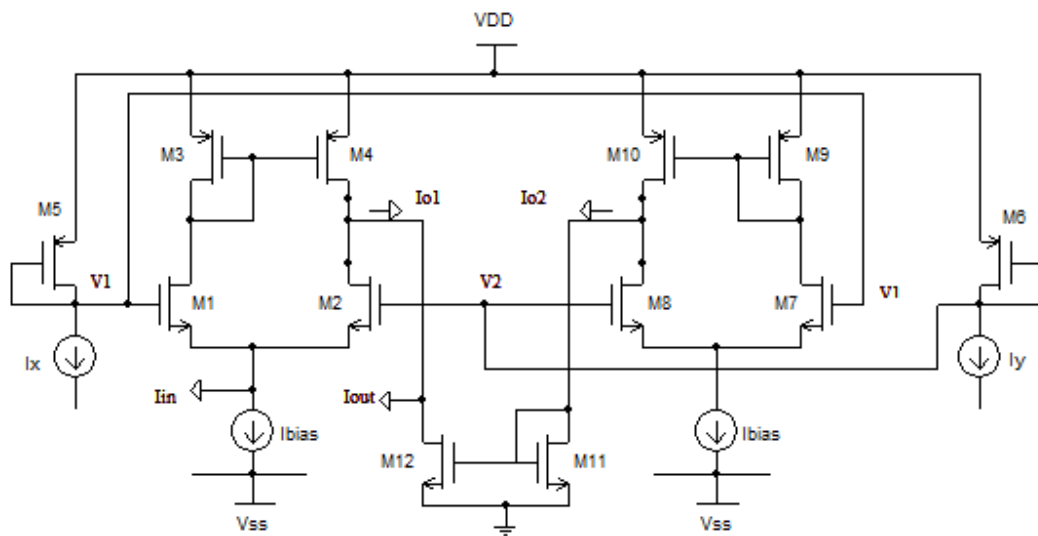 VDD
M3
M4
M10
M9
Io1
Io2
M5
M6
V1
M1
M2
V2
M8
M7
V1
Ix
Iy
Iin
Iout
Ibias
Ibias
M12
M11
Vss
Vss